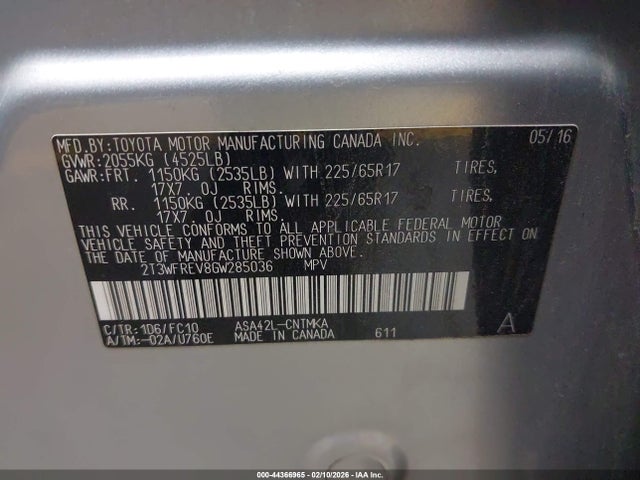 MFD.BY:TOYOTA MOTOR MANUFACTURING CANADA INC. 05/16
GVWR:2055KG (4525LB)
GAWR:FRT. 1150KG (2535LB) WITH 225/65R17 TIRES,
17X7.0J RIMS.
RR. 1150KG (2535LB) WITH 225/65R17 TIRES,
17X7.0J RIMS.
THIS VEHICLE CONFORMS TO ALL APPLICABLE FEDERAL MOTOR
VEHICLE SAFETY AND THEFT PREVENTION STANDARDS IN EFFECT ON
THE DATE OF MANUFACTURE SHOWN ABOVE.
2T3WFREV8GW285036 MPV
C/TR:1D6/FC10 ASA42L-CNTMKA A
A/TM:-02A/U760E MADE IN CANADA 611
000-44366965 - 02/10/2026 - IAA Inc.